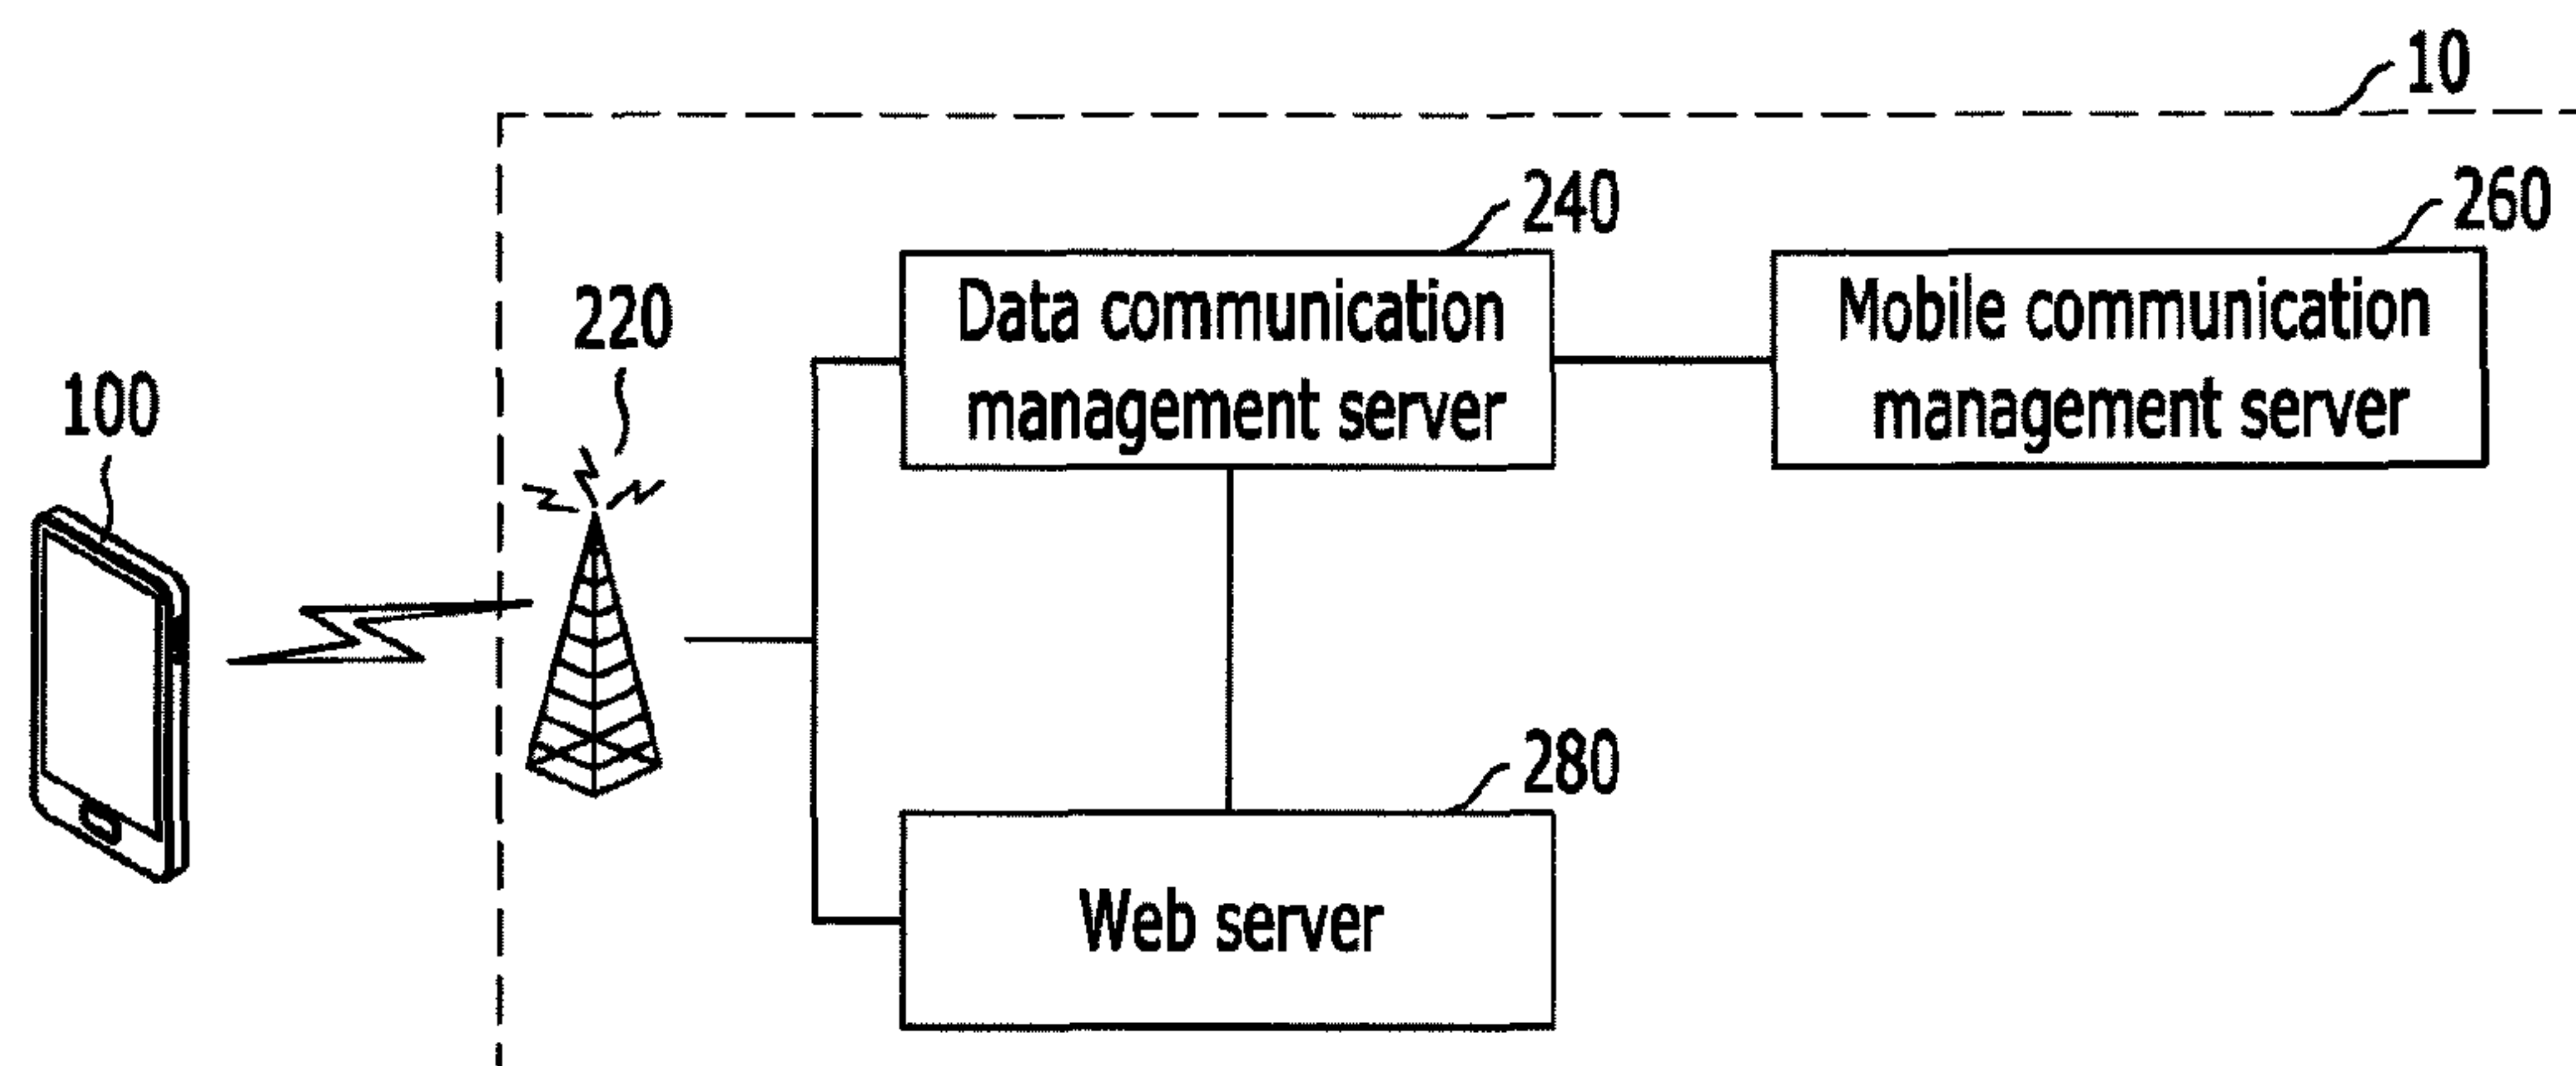 10
240
260
220
Data communication
management server
Mobile communication
management server
100
280
Web server